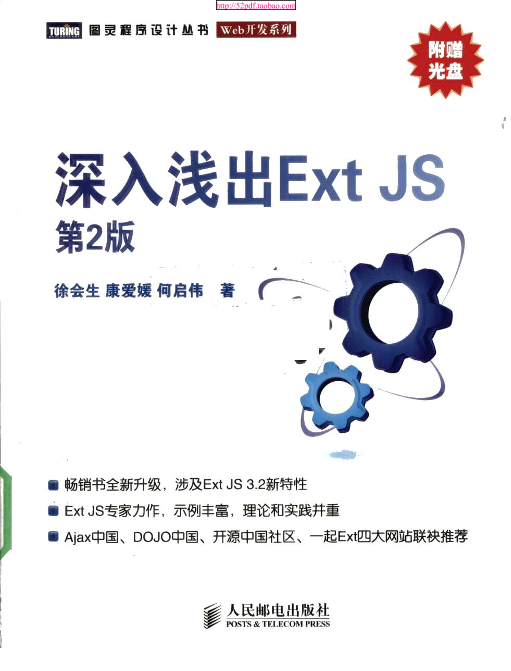 http://52pdf.taobao.com
TURING 图灵程序设计丛书 Web开发系列
附赠
光盘
深入浅出Ext JS
第2版
徐会生 康爱媛 何启伟 著
畅销书全新升级，涉及Ext JS 3.2新特性
Ext JS专家力作，示例丰富，理论和实践并重
Ajax中国、DOJO中国、开源中国社区、一起Ext四大网站联袂推荐
人民邮电出版社
POSTS & TELECOM PRESS